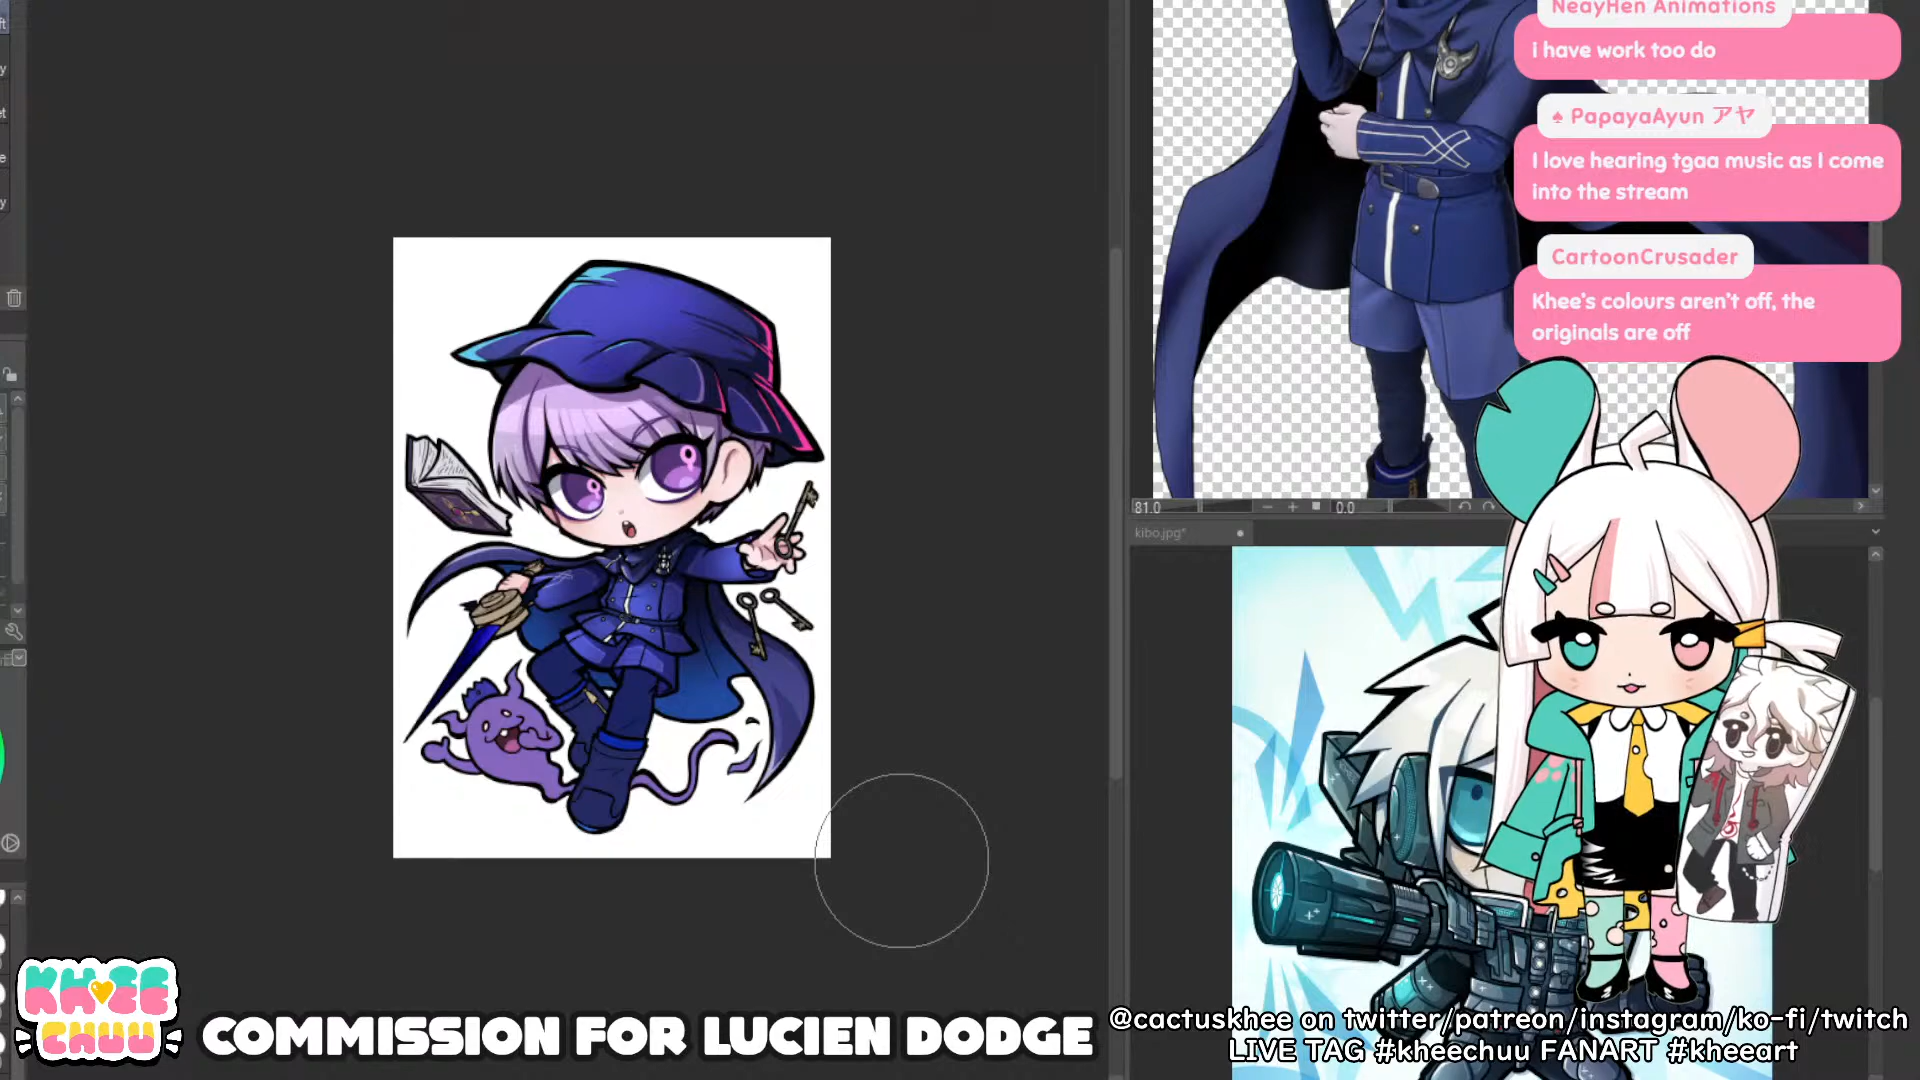 NeayHen Animations
i have work too do
♠ PapayaAyun アヤ
I love hearing tgaa music as I come
into the stream
CartoonCrusader
Khee's colours aren't off, the
originals are off
81.0
0.0
kibo.jpg*
KHEE
CHUU
COMMISSION FOR LUCIEN DODGE
@cactuskhee on twitter/patreon/instagram/ko-fi/twitch
LIVE TAG #kheechuu FANART #kheeart